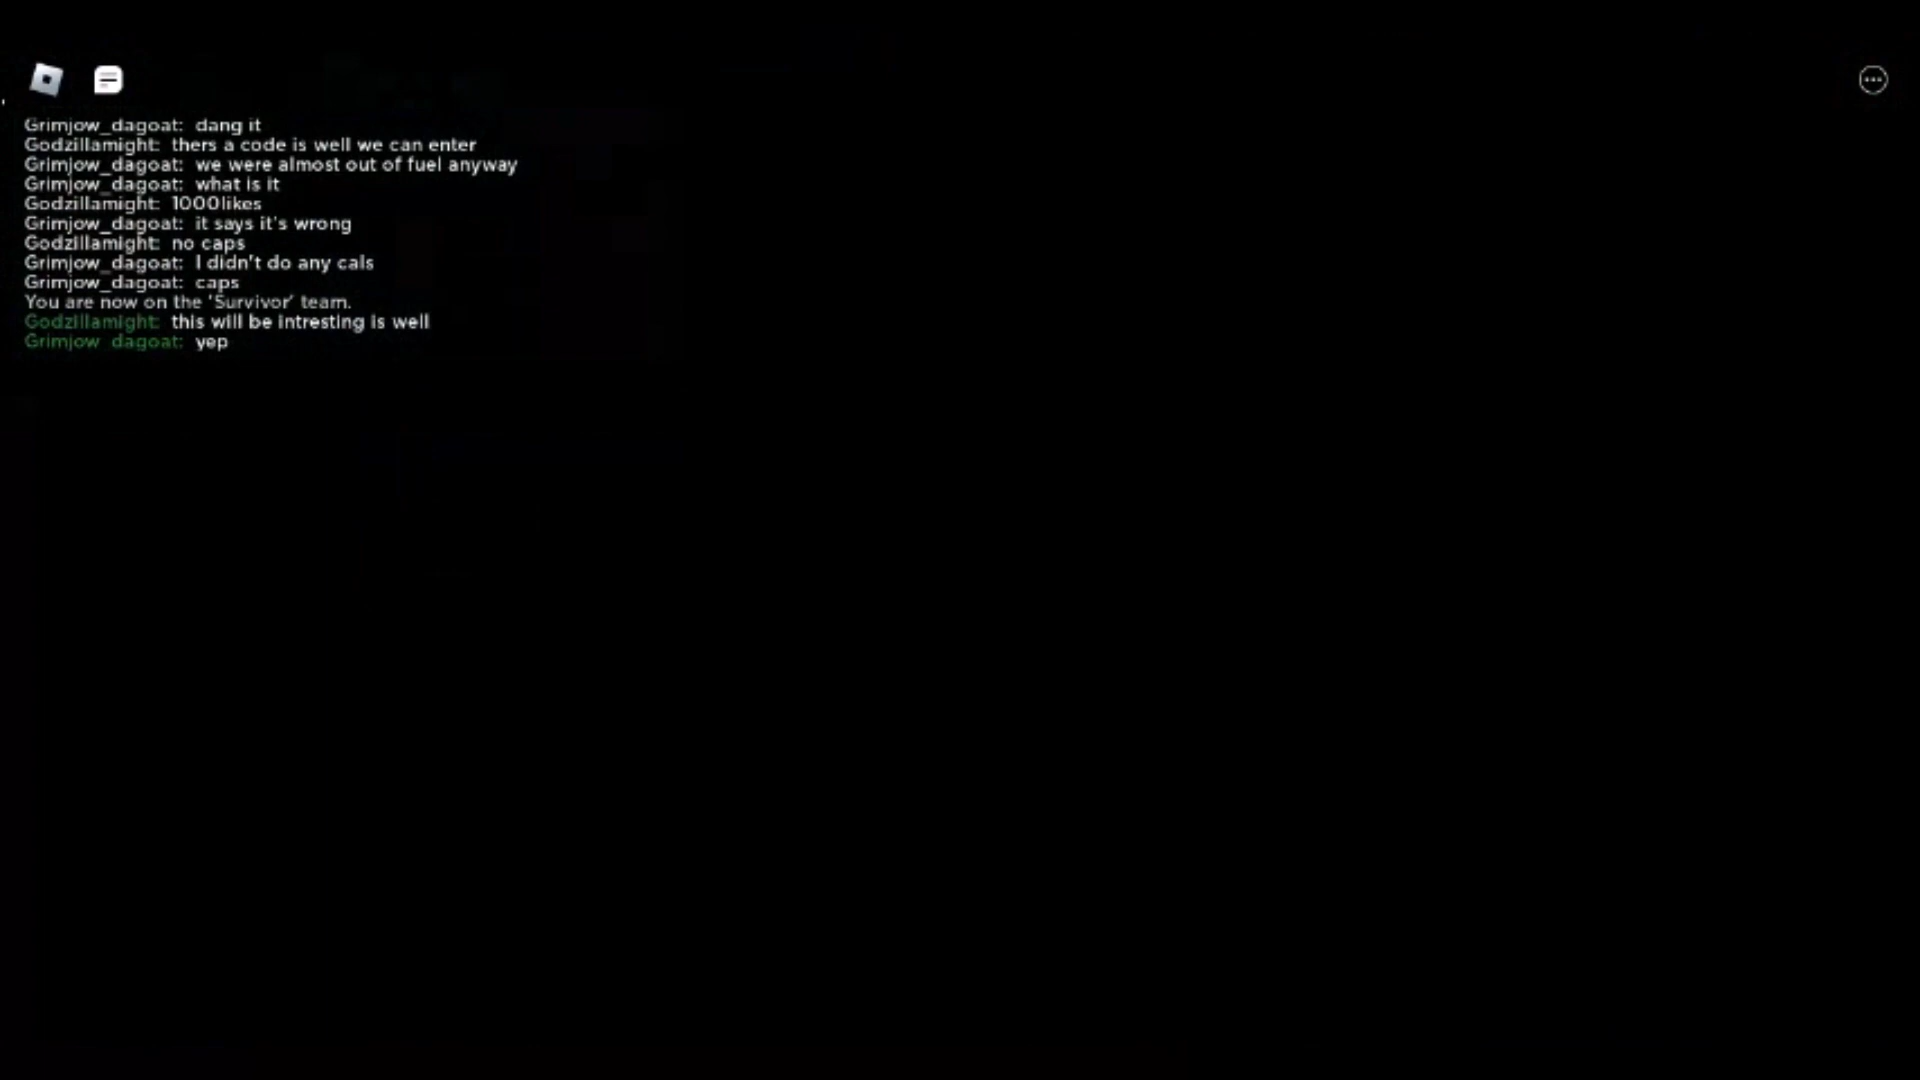 Grimjow_dagoat: dang it
Godzillamight: thers a code is well we can enter
Grimjow_dagoat: we were almost out of fuel anyway
Grimjow_dagoat: what is it
Godzillamight: 1000likes
Grimjow_dagoat: it says it's wrong
Godzillamight: no caps
Grimjow_dagoat: I didn't do any cals
Grimjow_dagoat: caps
You are now on the 'Survivor' team.
Godzillamight: this will be intresting is well
Grimjow_dagoat: yep